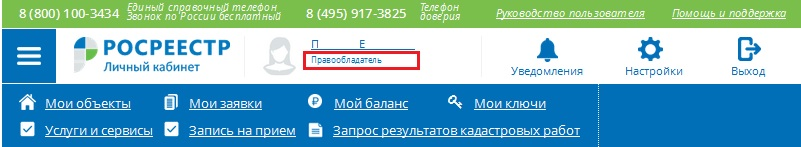 8 (800) 100-3434 Единый справочный телефон
Звонок по России бесплатный
8 (495) 917-3825 Телефон
доверия
Руководство пользователя Помощь и поддержка
РОСРЕЕСТР
Личный кабинет
П Е
Правообладатель
Уведомления Настройки Выход
Мои объекты Мои заявки Мой баланс Мои ключи
Услуги и сервисы Запись на прием Запрос результатов кадастровых работ